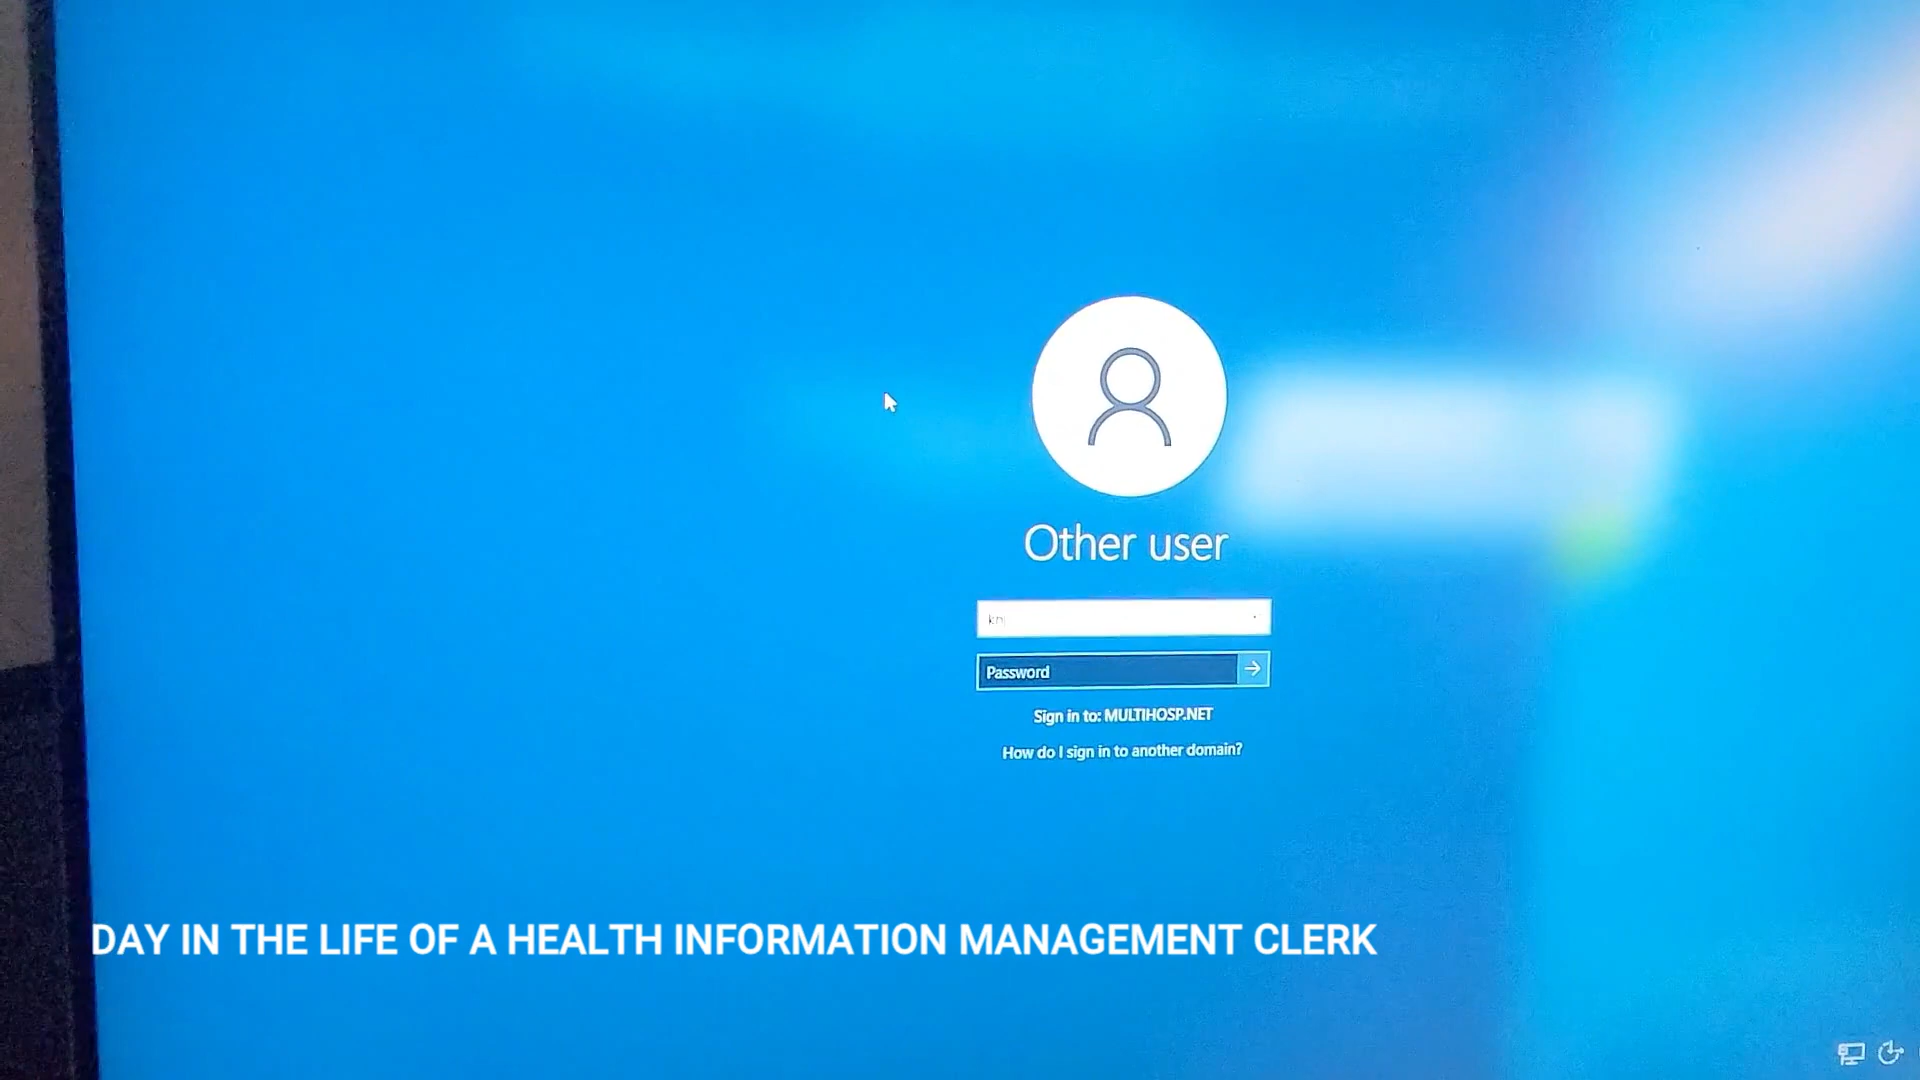 Other user
kn
Password
Sign in to: MULTIHOSP.NET
How do I sign in to another domain?
DAY IN THE LIFE OF A HEALTH INFORMATION MANAGEMENT CLERK